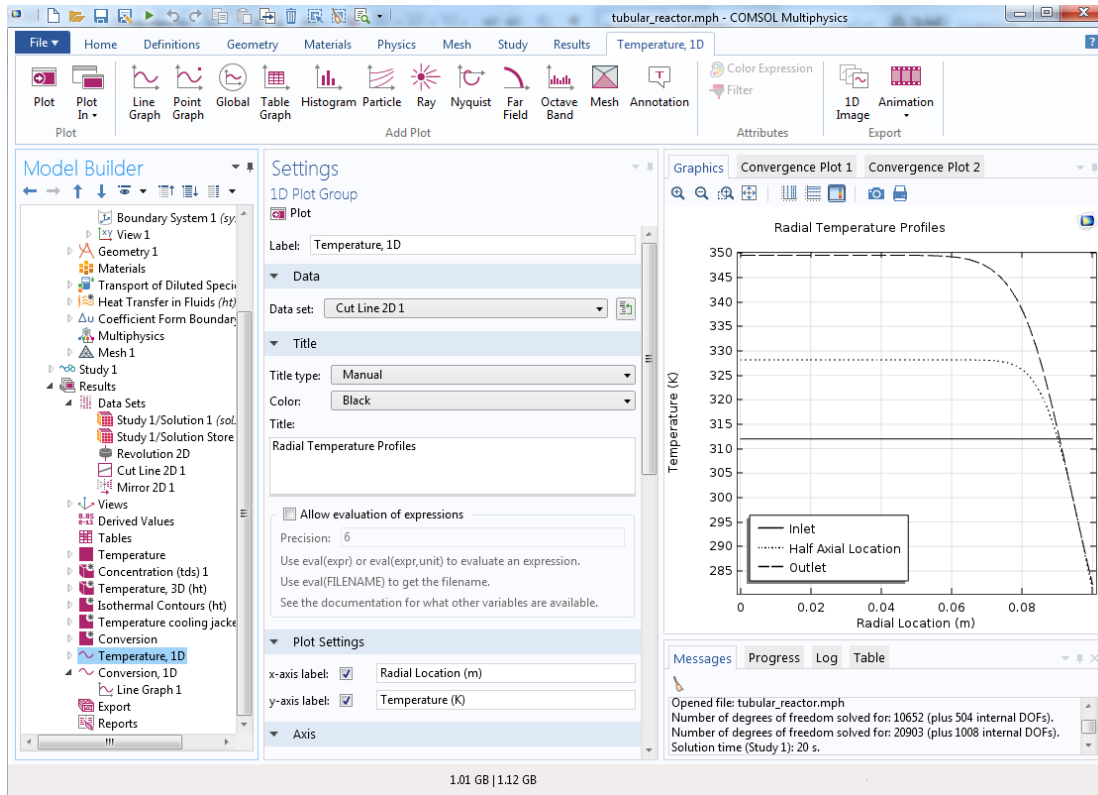 tubular_reactor.mph - COMSOL Multiphysics
File Home Definitions Geometry Materials Physics Mesh Study Results Temperature, 1D
Plot
Plot In
Line Graph
Point Graph
Global
Table Graph
Histogram
Particle
Ray
Nyquist
Far Field
Octave Band
Mesh
Annotation
Color Expression
Filter
1D Image
Animation
Plot Add Plot Attributes Export
Model Builder
Boundary System 1 (sy
View 1
Geometry 1
Materials
Transport of Diluted Specie
Heat Transfer in Fluids (ht)
Δu Coefficient Form Boundary
Multiphysics
Mesh 1
Study 1
Results
Data Sets
Study 1/Solution 1 (sol
Study 1/Solution Store
Revolution 2D
Cut Line 2D 1
Mirror 2D 1
Views
8.85 e-12 Derived Values
Tables
Temperature
Concentration (tds) 1
Temperature, 3D (ht)
Isothermal Contours (ht)
Temperature cooling jacke
Conversion
Temperature, 1D
Conversion, 1D
Line Graph 1
Export
Reports
Settings
1D Plot Group
Plot
Label: Temperature, 1D
Data
Data set: Cut Line 2D 1
Title
Title type: Manual
Color: Black
Title:
Radial Temperature Profiles
Allow evaluation of expressions
Precision: 6
Use eval(expr) or eval(expr,unit) to evaluate an expression.
Use eval(FILENAME) to get the filename.
See the documentation for what other variables are available.
Plot Settings
x-axis label: Radial Location (m)
y-axis label: Temperature (K)
Axis
Graphics Convergence Plot 1 Convergence Plot 2
Radial Temperature Profiles
350
345
340
335
330
325
320
315
310
305
300
295
290
285
Temperature (K)
Inlet
Half Axial Location
Outlet
0 0.02 0.04 0.06 0.08
Radial Location (m)
Messages Progress Log Table
Opened file: tubular_reactor.mph
Number of degrees of freedom solved for: 10652 (plus 504 internal DOFs).
Number of degrees of freedom solved for: 20903 (plus 1008 internal DOFs).
Solution time (Study 1): 20 s.
1.01 GB | 1.12 GB